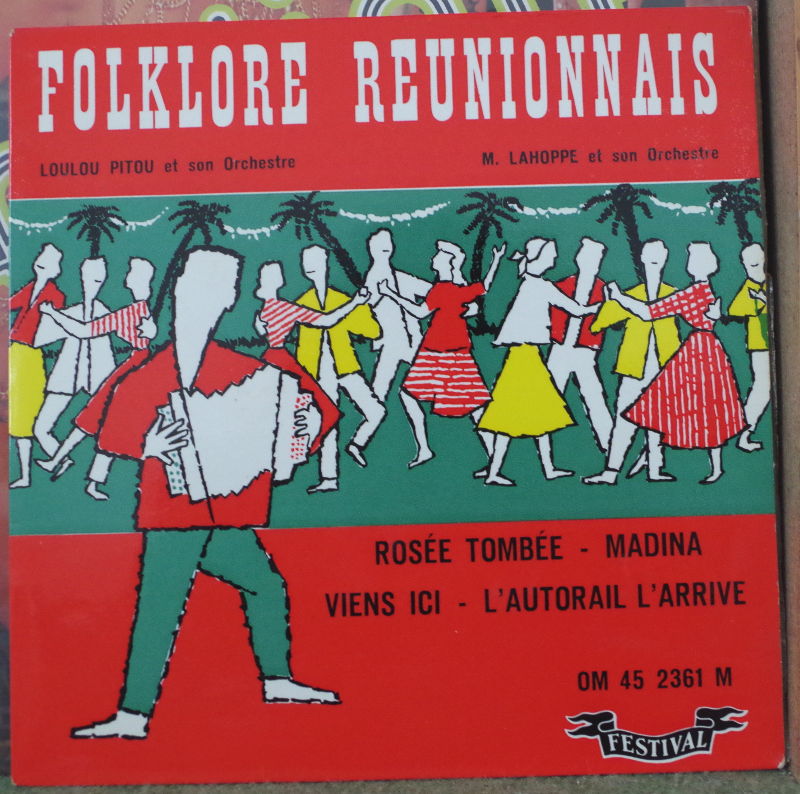 FOLKLORE REUNIONNAIS
LOULOU PITOU et son Orchestre
M. LAHOPPE et son Orchestre
ROSÉE TOMBÉE - MADINA
VIENS ICI - L'AUTORAIL L'ARRIVE
OM 45 2361 M
FESTIVAL